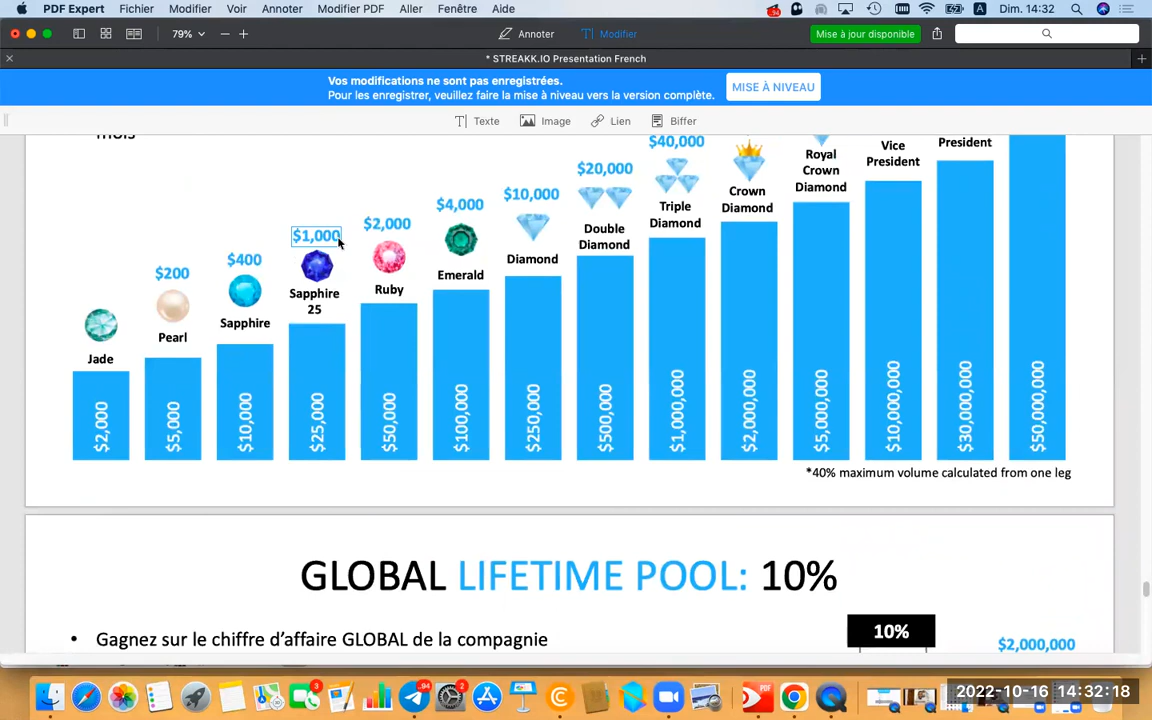 PDF Expert Fichier Modifier Voir Annoter Modifier PDF Aller Fenêtre Aide Dim. 14:32
79% Annoter Modifier Mise à jour disponible
* STREAKK.IO Presentation French
Vos modifications ne sont pas enregistrées.
Pour les enregistrer, veuillez faire la mise à niveau vers la version complète.
MISE À NIVEAU
Texte Image Lien Biffer
mois
Jade
$2,000
$200
Pearl
$5,000
$400
Sapphire
$10,000
$1,000
Sapphire
25
$25,000
$2,000
Ruby
$50,000
$4,000
Emerald
$100,000
$10,000
Diamond
$250,000
$20,000
Double
Diamond
$500,000
$40,000
Triple
Diamond
$1,000,000
Crown
Diamond
$2,000,000
Royal
Crown
Diamond
$5,000,000
Vice
President
$10,000,000
President
$30,000,000
$50,000,000
*40% maximum volume calculated from one leg
GLOBAL LIFETIME POOL: 10%
• Gagnez sur le chiffre d’affaire GLOBAL de la compagnie
10%
$2,000,000
2022-10-16 14:32:18